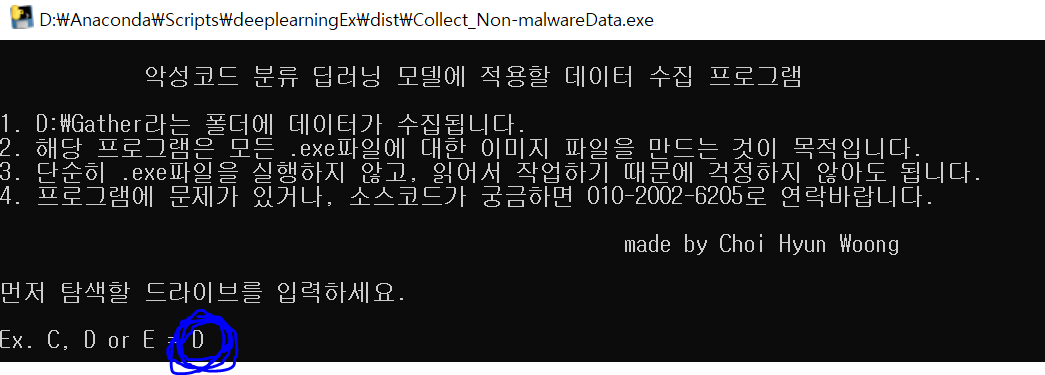 D:₩Anaconda₩Scripts₩deeplearningEx₩dist₩Collect_Non-malwareData.exe
악성코드 분류 딥러닝 모델에 적용할 데이터 수집 프로그램
1. D:₩Gather라는 폴더에 데이터가 수집됩니다.
2. 해당 프로그램은 모든 .exe파일에 대한 이미지 파일을 만드는 것이 목적입니다.
3. 단순히 .exe파일을 실행하지 않고, 읽어서 작업하기 때문에 걱정하지 않아도 됩니다.
4. 프로그램에 문제가 있거나, 소스코드가 궁금하면 010-2002-6205로 연락바랍니다.
made by Choi Hyun Woong
먼저 탐색할 드라이브를 입력하세요.
Ex. C, D or E = D